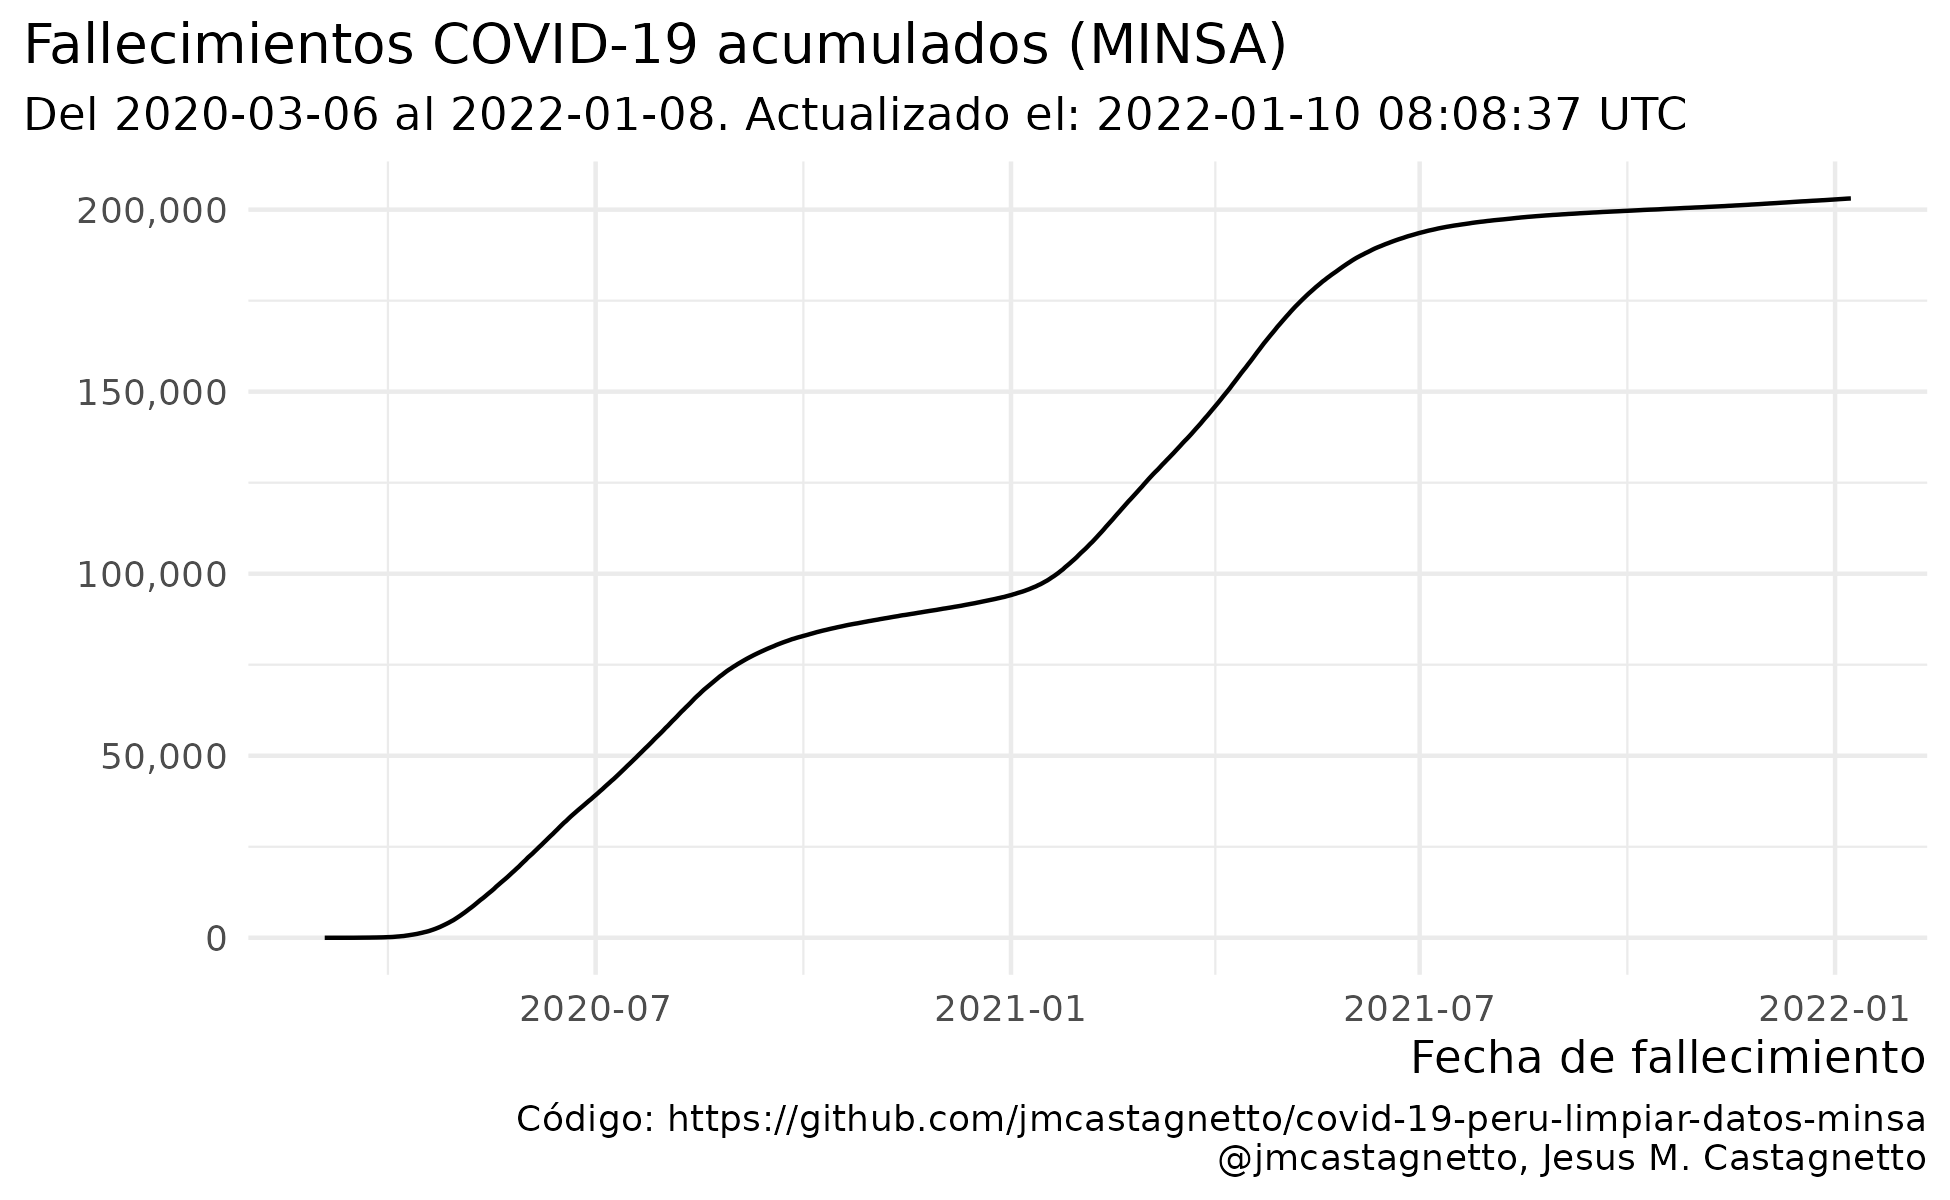 Fallecimientos COVID-19 acumulados (MINSA)
Del 2020-03-06 al 2022-01-08. Actualizado el: 2022-01-10 08:08:37 UTC
200,000
150,000
100,000
50,000
0
2020-07 2021-01 2021-07 2022-01
Fecha de fallecimiento
Código: https://github.com/jmcastagnetto/covid-19-peru-limpiar-datos-minsa
@jmcastagnetto, Jesus M. Castagnetto